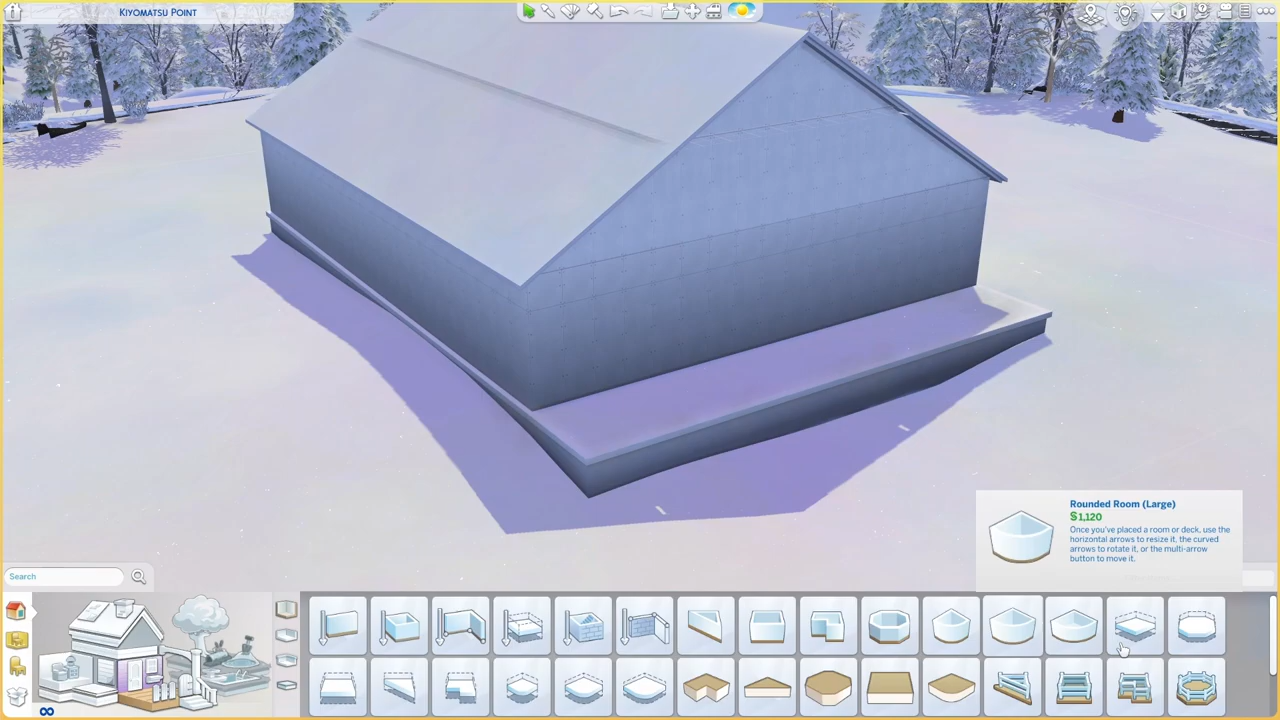 KIYOMATSU POINT
Rounded Room (Large)
§1,120
Once you've placed a room or deck, use the
horizontal arrows to resize it, the curved
arrows to rotate it, or the multi-arrow
button to move it.
Search